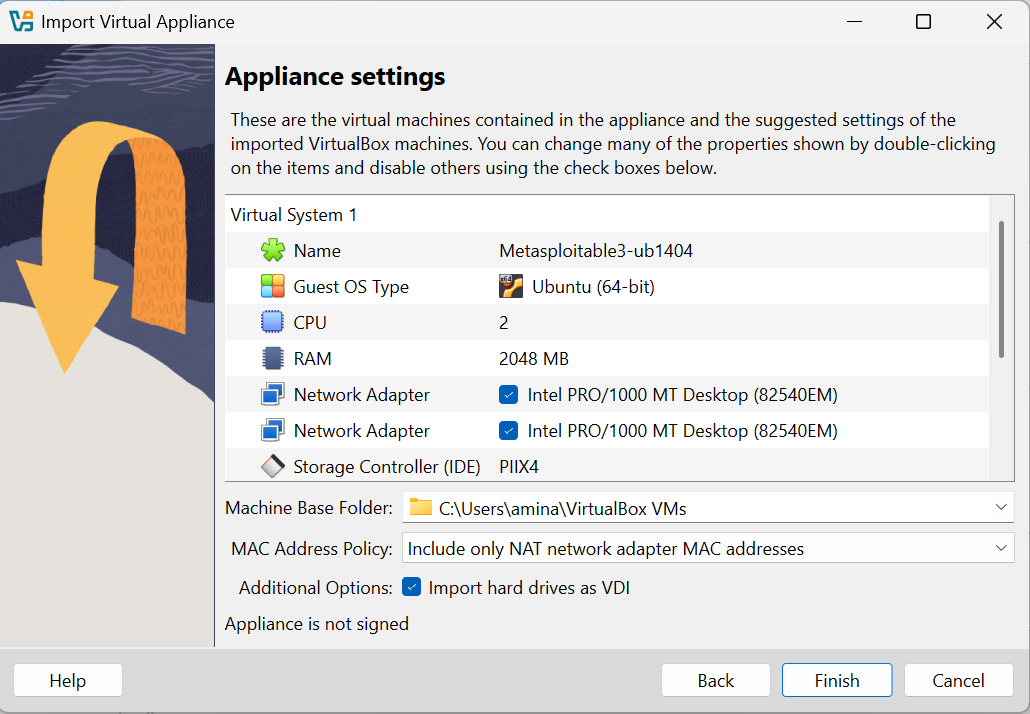 Import Virtual Appliance
Appliance settings
These are the virtual machines contained in the appliance and the suggested settings of the
imported VirtualBox machines. You can change many of the properties shown by double-clicking
on the items and disable others using the check boxes below.
Virtual System 1
Name Metasploitable3-ub1404
Guest OS Type Ubuntu (64-bit)
CPU 2
RAM 2048 MB
Network Adapter Intel PRO/1000 MT Desktop (82540EM)
Network Adapter Intel PRO/1000 MT Desktop (82540EM)
Storage Controller (IDE) PIIX4
Machine Base Folder: C:\Users\amina\VirtualBox VMs
MAC Address Policy: Include only NAT network adapter MAC addresses
Additional Options: Import hard drives as VDI
Appliance is not signed
Help Back Finish Cancel